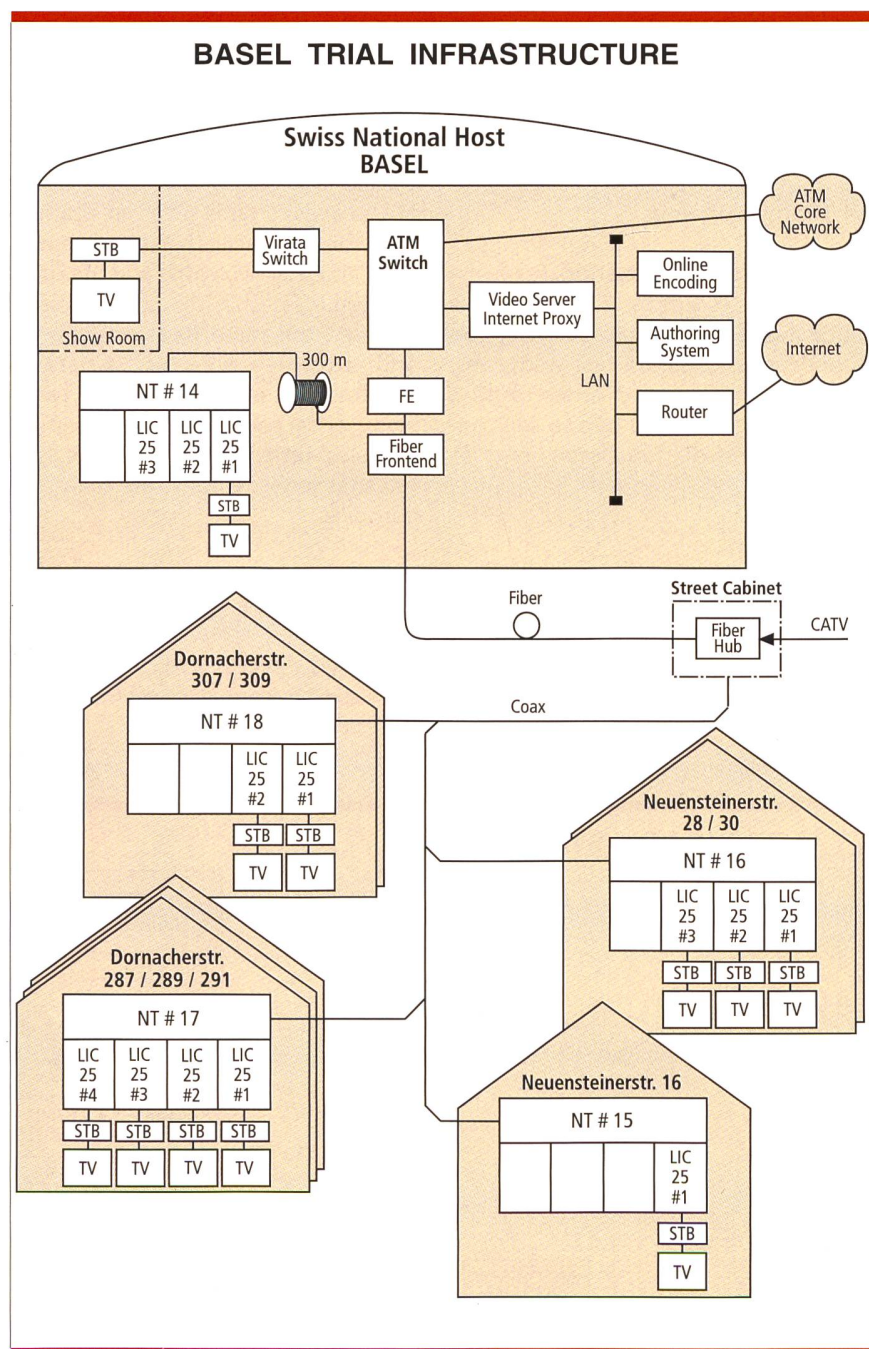 BASEL TRIAL INFRASTRUCTURE
Swiss National Host
BASEL
ATM
Core
Network
STB
TV
Show Room
Virata
Switch
ATM
Switch
Video Server
Internet Proxy
LAN
Online
Encoding
Authoring
System
Router
Internet
300 m
FE
Fiber
Frontend
NT # 14
LIC
25
#3
LIC
25
#2
LIC
25
#1
STB
TV
Fiber
Street Cabinet
Fiber
Hub
CATV
Coax
Dornacherstr.
307 / 309
NT # 18
LIC
25
#2
LIC
25
#1
STB
STB
TV
TV
Neuensteinerstr.
28 / 30
NT # 16
LIC
25
#3
LIC
25
#2
LIC
25
#1
STB
STB
STB
TV
TV
TV
Dornacherstr.
287 / 289 / 291
NT # 17
LIC
25
#4
LIC
25
#3
LIC
25
#2
LIC
25
#1
STB
STB
STB
STB
TV
TV
TV
TV
Neuensteinerstr. 16
NT # 15
LIC
25
#1
STB
TV